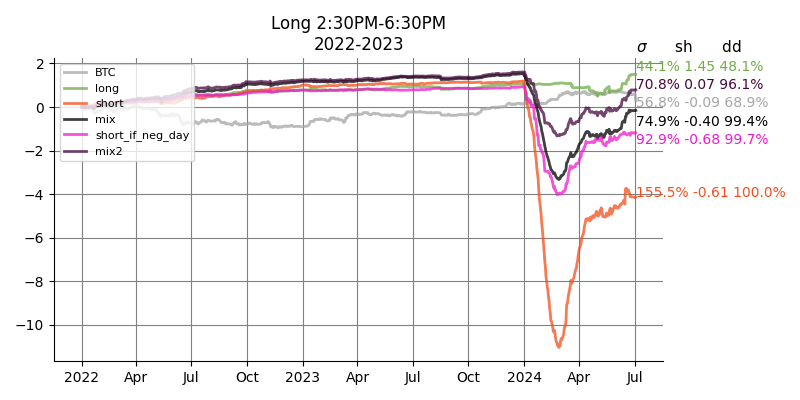 Long 2:30PM-6:30PM
2022-2023
σ sh dd
44.1% 1.45 48.1%
70.8% 0.07 96.1%
56.8% -0.09 68.9%
74.9% -0.40 99.4%
92.9% -0.68 99.7%
155.5% -0.61 100.0%
BTC
long
short
mix
short_if_neg_day
mix2
2
0
−2
−4
−6
−8
−10
2022 Apr Jul Oct 2023 Apr Jul Oct 2024 Apr Jul